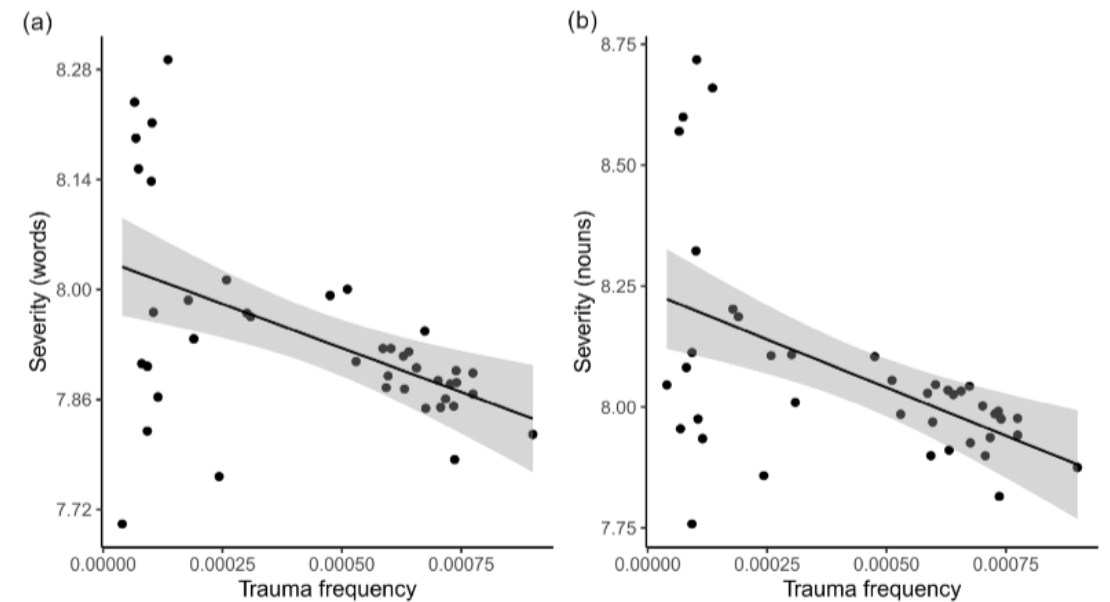 (a)
8.28
8.14
8.00
7.86
7.72
Severity (words)
0.00000 0.00025 0.00050 0.00075
Trauma frequency
(b)
8.75
8.50
8.25
8.00
7.75
Severity (nouns)
0.00000 0.00025 0.00050 0.00075
Trauma frequency